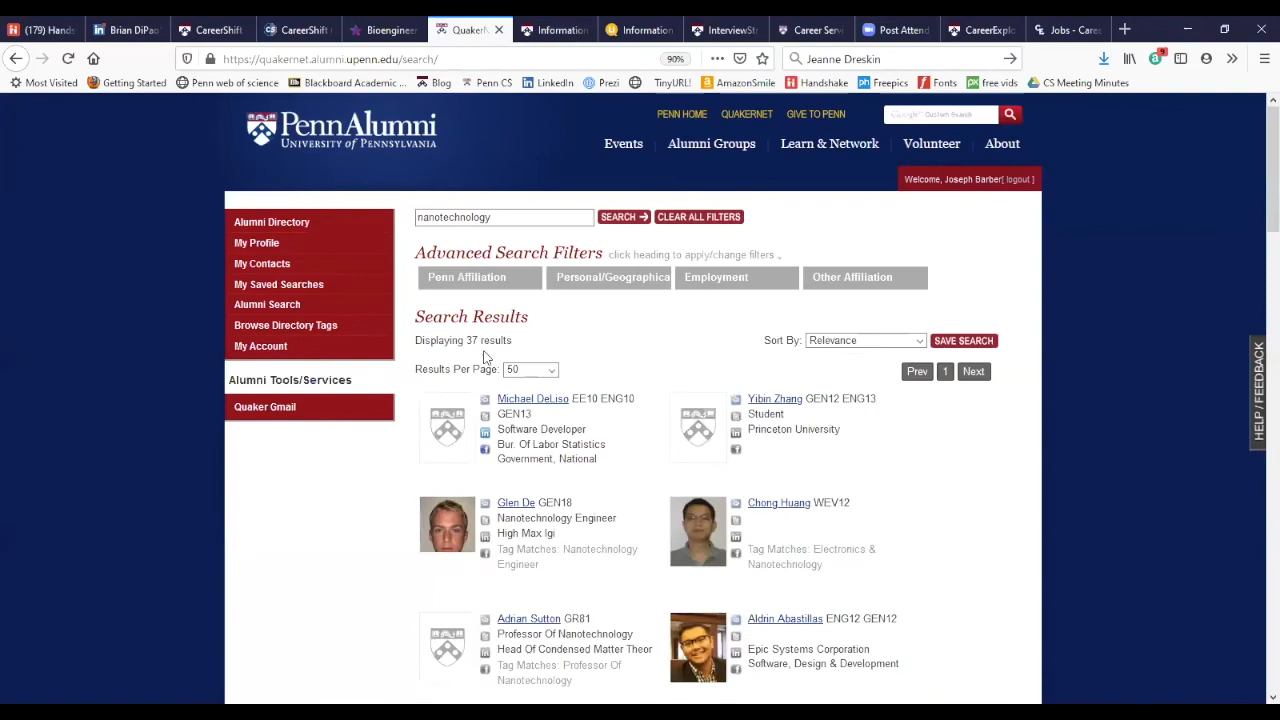 (179) Hands
Brian DiPao
CareerShift
CareerShift
Bioengineer
QuakerN
Information
Information
InterviewStr
Career Serv
Post Attend
CareerExplo
Jobs - Care
https://quakernet.alumni.upenn.edu/search/
90%
Jeanne Dreskin
9
Most Visited
Getting Started
Penn website
Blackboard Academi...
Blog
Penn CS
LinkedIn
Prezi
TinyURL!
AmazonSmile
Handshake
Freepics
Fonts
free vids
CS Meeting Minutes
PennAlumni
UNIVERSITY of PENNSYLVANIA
PENN HOME
QUAKERNET
GIVE TO PENN
Google Custom Search
Events
Alumni Groups
Learn & Network
Volunteer
About
Welcome, Joseph Barber[ logout ]
Alumni Directory
My Profile
My Contacts
My Saved Searches
Alumni Search
Browse Directory Tags
My Account
Alumni Tools/Services
Quaker Gmail
nanotechnology
SEARCH
CLEAR ALL FILTERS
Advanced Search Filters click heading to apply/change filters
Penn Affiliation
Personal/Geographica
Employment
Other Affiliation
Search Results
Displaying 37 results
Sort By: Relevance
SAVE SEARCH
Results Per Page: 50
Prev 1 Next
Michael DeLiso EE10 ENG10
GEN13
Software Developer
Bur. Of Labor Statistics
Government, National
Yibin Zhang GEN12 ENG13
Student
Princeton University
Glen De GEN18
Nanotechnology Engineer
High Max Igi
Tag Matches: Nanotechnology
Engineer
Chong Huang WEV12
Tag Matches: Electronics &
Nanotechnology
Adrian Sutton GR81
Professor Of Nanotechnology
Head Of Condensed Matter Theor
Tag Matches: Professor Of
Nanotechnology
Aldrin Abastillas ENG12 GEN12
Epic Systems Corporation
Software, Design & Development
HELP / FEEDBACK